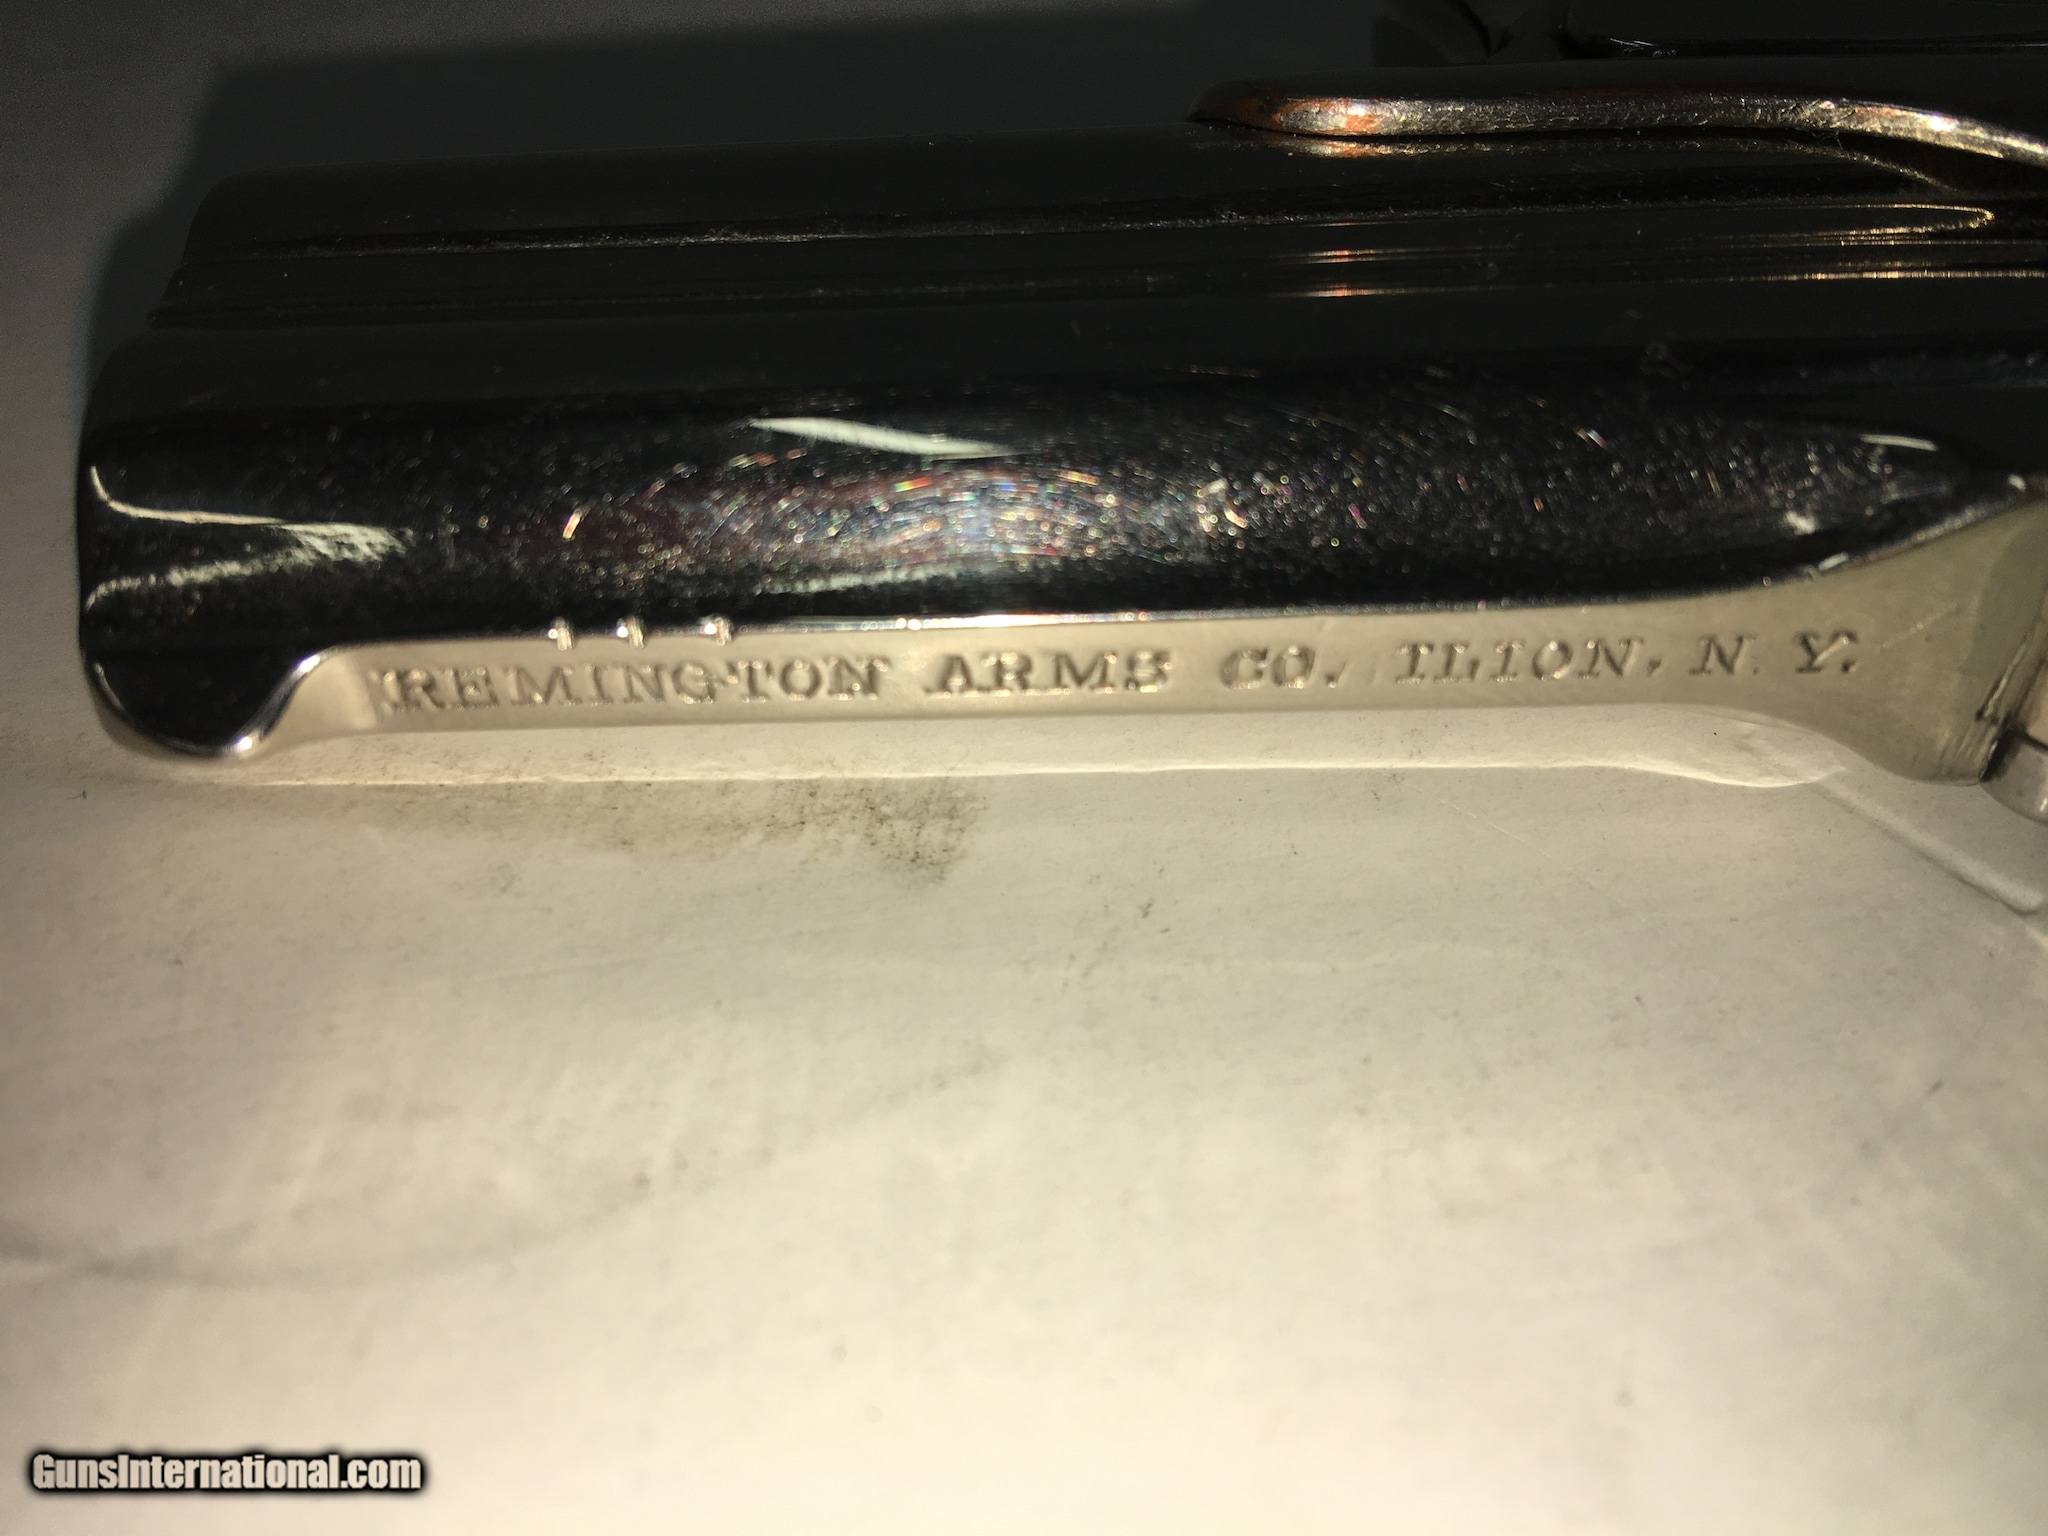 REMINGTON ARMS CO. ILION, N. Y.
GunsInternational.com